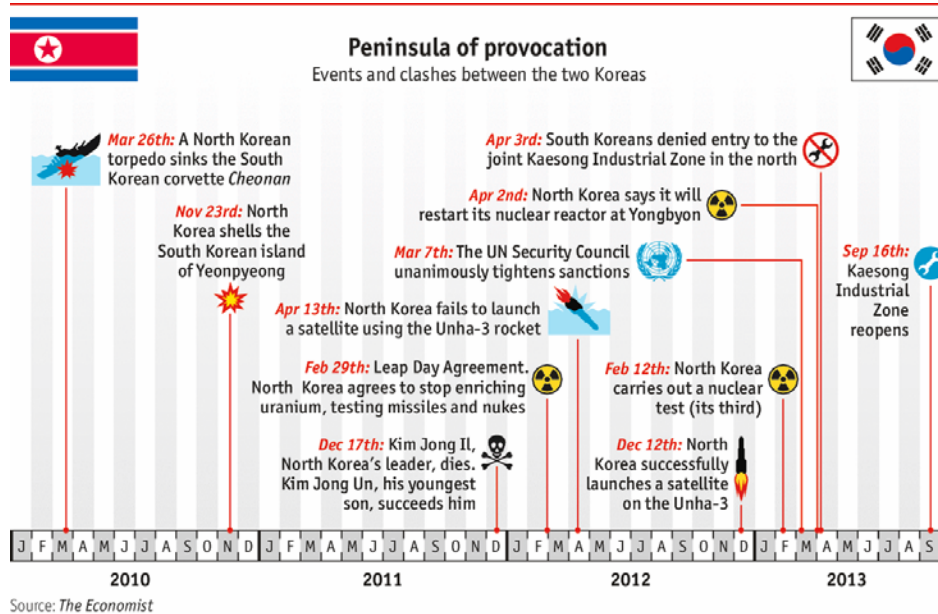 Peninsula of provocation
Events and clashes between the two Koreas
Mar 26th: A North Korean
torpedo sinks the South
Korean corvette Cheonan
Nov 23rd: North
Korea shells the
South Korean island
of Yeonpyeong
Apr 3rd: South Koreans denied entry to the
joint Kaesong Industrial Zone in the north
Apr 2nd: North Korea says it will
restart its nuclear reactor at Yongbyon
Mar 7th: The UN Security Council
unanimously tightens sanctions
Sep 16th:
Kaesong
Industrial
Zone
reopens
Apr 13th: North Korea fails to launch
a satellite using the Unha-3 rocket
Feb 29th: Leap Day Agreement.
North Korea agrees to stop enriching
uranium, testing missiles and nukes
Feb 12th: North Korea
carries out a nuclear
test (its third)
Dec 17th: Kim Jong Il,
North Korea's leader, dies.
Kim Jong Un, his youngest
son, succeeds him
Dec 12th: North
Korea successfully
launches a satellite
on the Unha-3
J F M A M J J A S O N D J F M A M J J A S O N D J F M A M J J A S O N D J F M A M J J A S
2010 2011 2012 2013
Source: The Economist